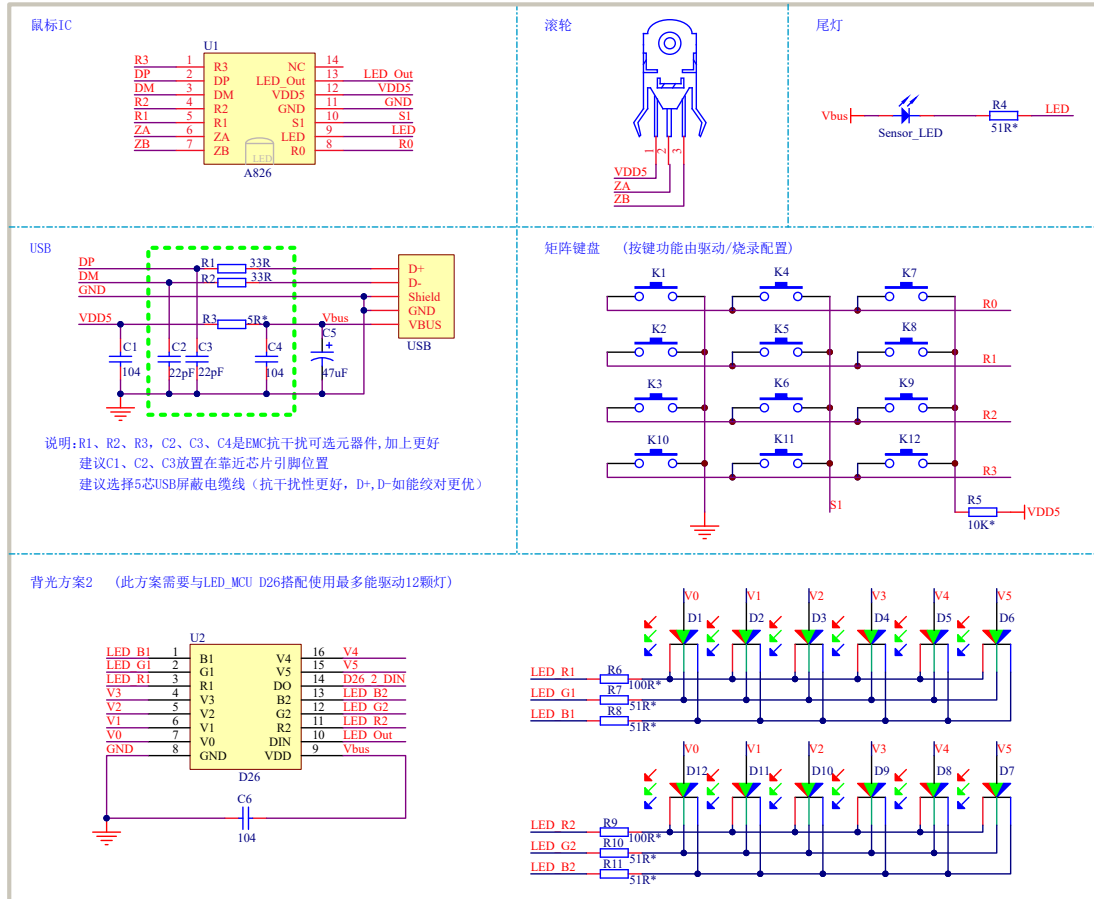 鼠标IC
U1
R3 1 R3 NC 14
DP 2 DP LED_Out 13 LED_Out
DM 3 DM VDD5 12 VDD5
R2 4 R2 GND 11 GND
R1 5 R1 S1 10 S1
ZA 6 ZA LED 9 LED
ZB 7 ZB R0 8 R0
LED
A826
滚轮
1 2 3
VDD5
ZA
ZB
尾灯
Vbus Sensor_LED R4 51R* LED
USB
DP R1 33R D+
DM R2 33R D-
GND Shield
GND
VDD5 R3 5R* Vbus VBUS
C1 C2 C3 C4 C5 +
104 22pF 22pF 104 47uF
USB
说明:R1、R2、R3，C2、C3、C4是EMC抗干扰可选元器件,加上更好
建议C1、C2、C3放置在靠近芯片引脚位置
建议选择5芯USB屏蔽电缆线（抗干扰性更好，D+,D-如能绞对更优）
矩阵键盘 (按键功能由驱动/烧录配置)
K1 K4 K7
R0
K2 K5 K8
R1
K3 K6 K9
R2
K10 K11 K12
R3
S1
R5
10K*
VDD5
背光方案2 (此方案需要与LED_MCU D26搭配使用最多能驱动12颗灯)
U2
LED_B1 1 B1 V4 16 V4
LED_G1 2 G1 V5 15 V5
LED_R1 3 R1 DO 14 D26_2_DIN
V3 4 V3 B2 13 LED_B2
V2 5 V2 G2 12 LED_G2
V1 6 V1 R2 11 LED_R2
V0 7 V0 DIN 10 LED_Out
GND 8 GND VDD 9 Vbus
D26
C6
104
V0 V1 V2 V3 V4 V5
D1 D2 D3 D4 D5 D6
LED_R1 R6 100R*
LED_G1 R7 51R*
LED_B1 R8 51R*
V0 V1 V2 V3 V4 V5
D12 D11 D10 D9 D8 D7
LED_R2 R9 100R*
LED_G2 R10 51R*
LED_B2 R11 51R*